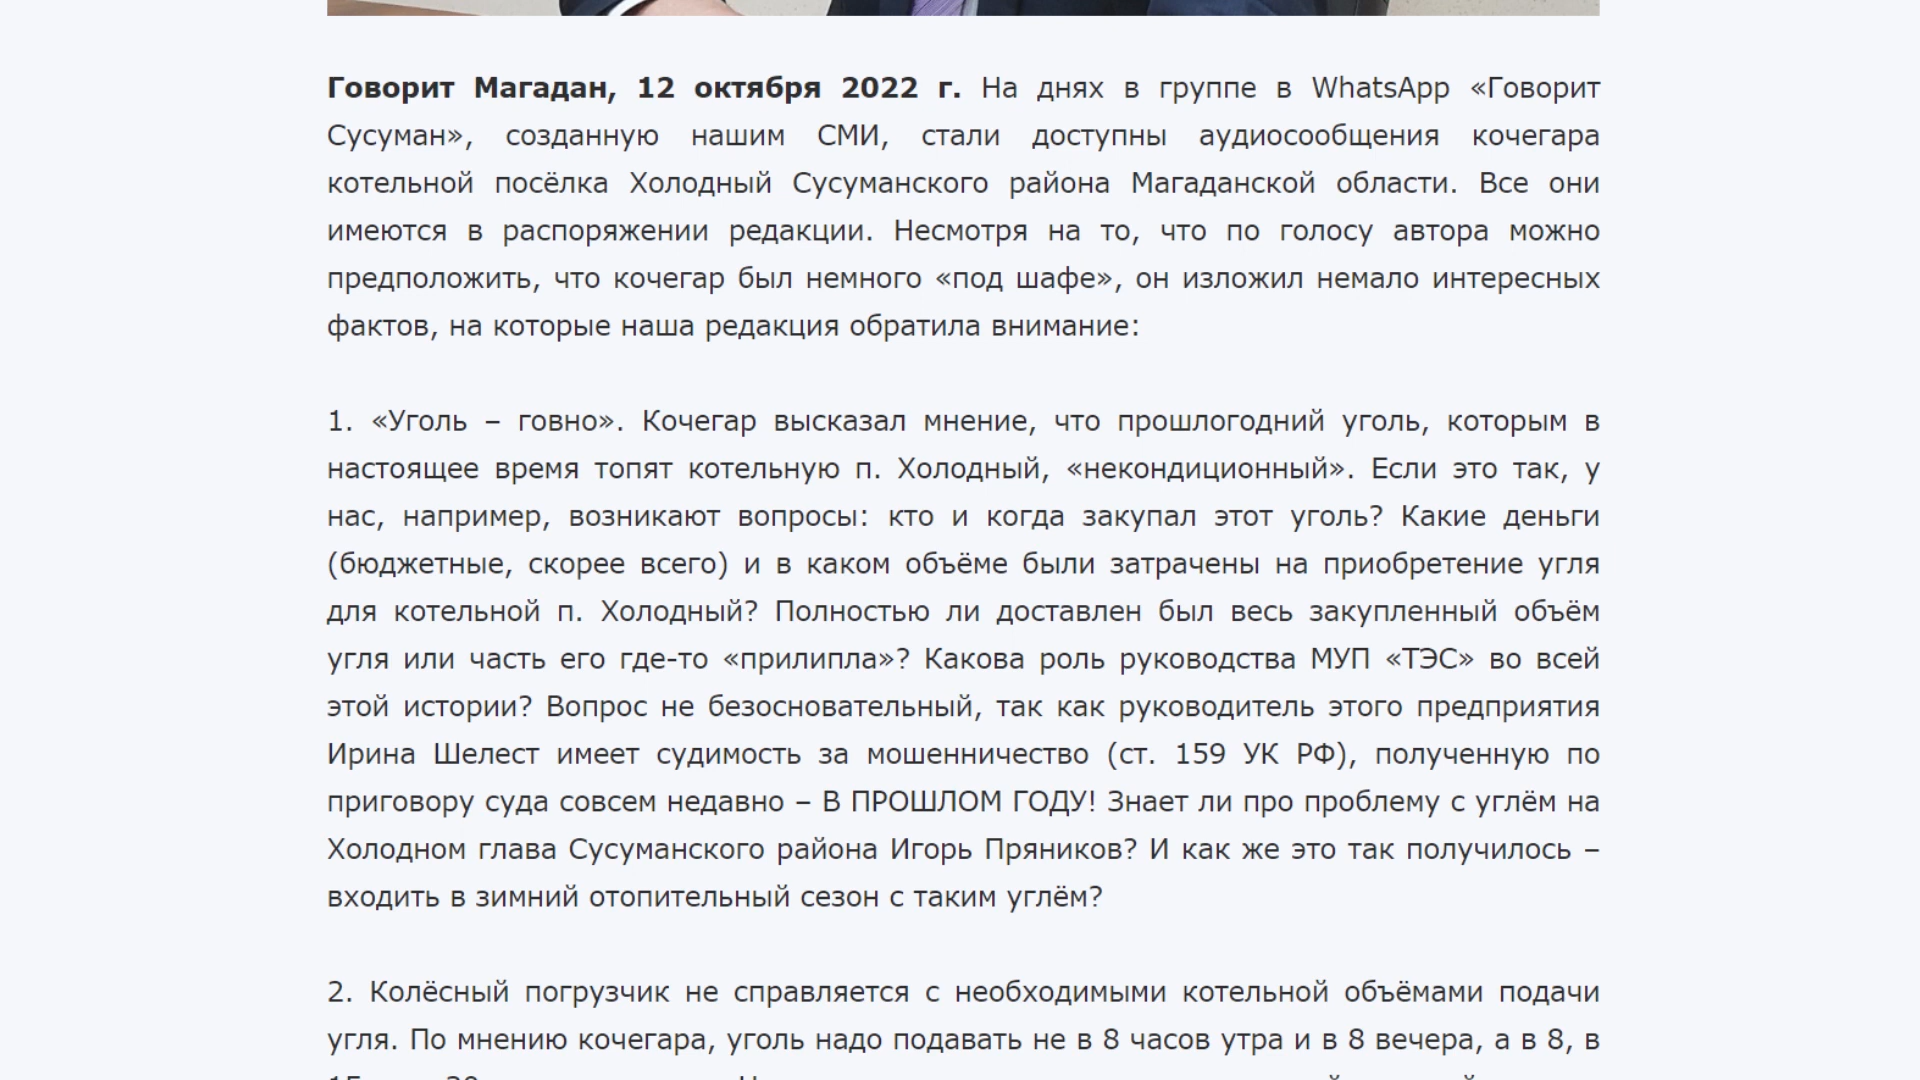 Говорит Магадан, 12 октября 2022 г. На днях в группе в WhatsApp «Говорит
Сусуман», созданную нашим СМИ, стали доступны аудиосообщения кочегара
котельной посёлка Холодный Сусуманского района Магаданской области. Все они
имеются в распоряжении редакции. Несмотря на то, что по голосу автора можно
предположить, что кочегар был немного «под шафе», он изложил немало интересных
фактов, на которые наша редакция обратила внимание:
1. «Уголь – говно». Кочегар высказал мнение, что прошлогодний уголь, которым в
настоящее время топят котельную п. Холодный, «некондиционный». Если это так, у
нас, например, возникают вопросы: кто и когда закупал этот уголь? Какие деньги
(бюджетные, скорее всего) и в каком объёме были затрачены на приобретение угля
для котельной п. Холодный? Полностью ли доставлен был весь закупленный объём
угля или часть его где-то «прилипла»? Какова роль руководства МУП «ТЭС» во всей
этой истории? Вопрос не безосновательный, так как руководитель этого предприятия
Ирина Шелест имеет судимость за мошенничество (ст. 159 УК РФ), полученную по
приговору суда совсем недавно – В ПРОШЛОМ ГОДУ! Знает ли про проблему с углём на
Холодном глава Сусуманского района Игорь Пряников? И как же это так получилось –
входить в зимний отопительный сезон с таким углём?
2. Колёсный погрузчик не справляется с необходимыми котельной объёмами подачи
угля. По мнению кочегара, уголь надо подавать не в 8 часов утра и в 8 вечера, а в 8, в